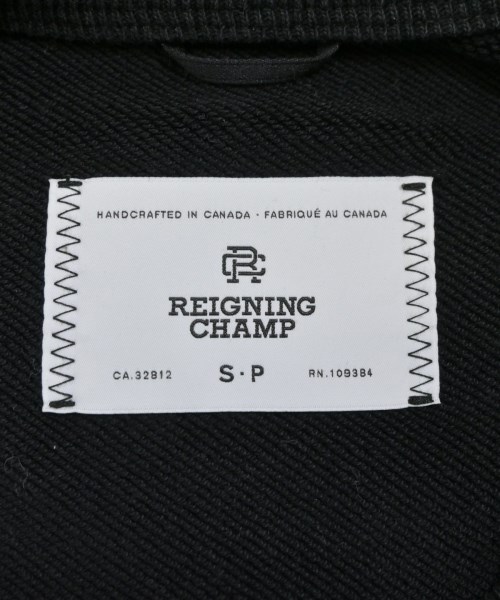 HANDCRAFTED IN CANADA · FABRIQUÉ AU CANADA
RC
REIGNING
CHAMP
CA.32812 S·P RN.109384